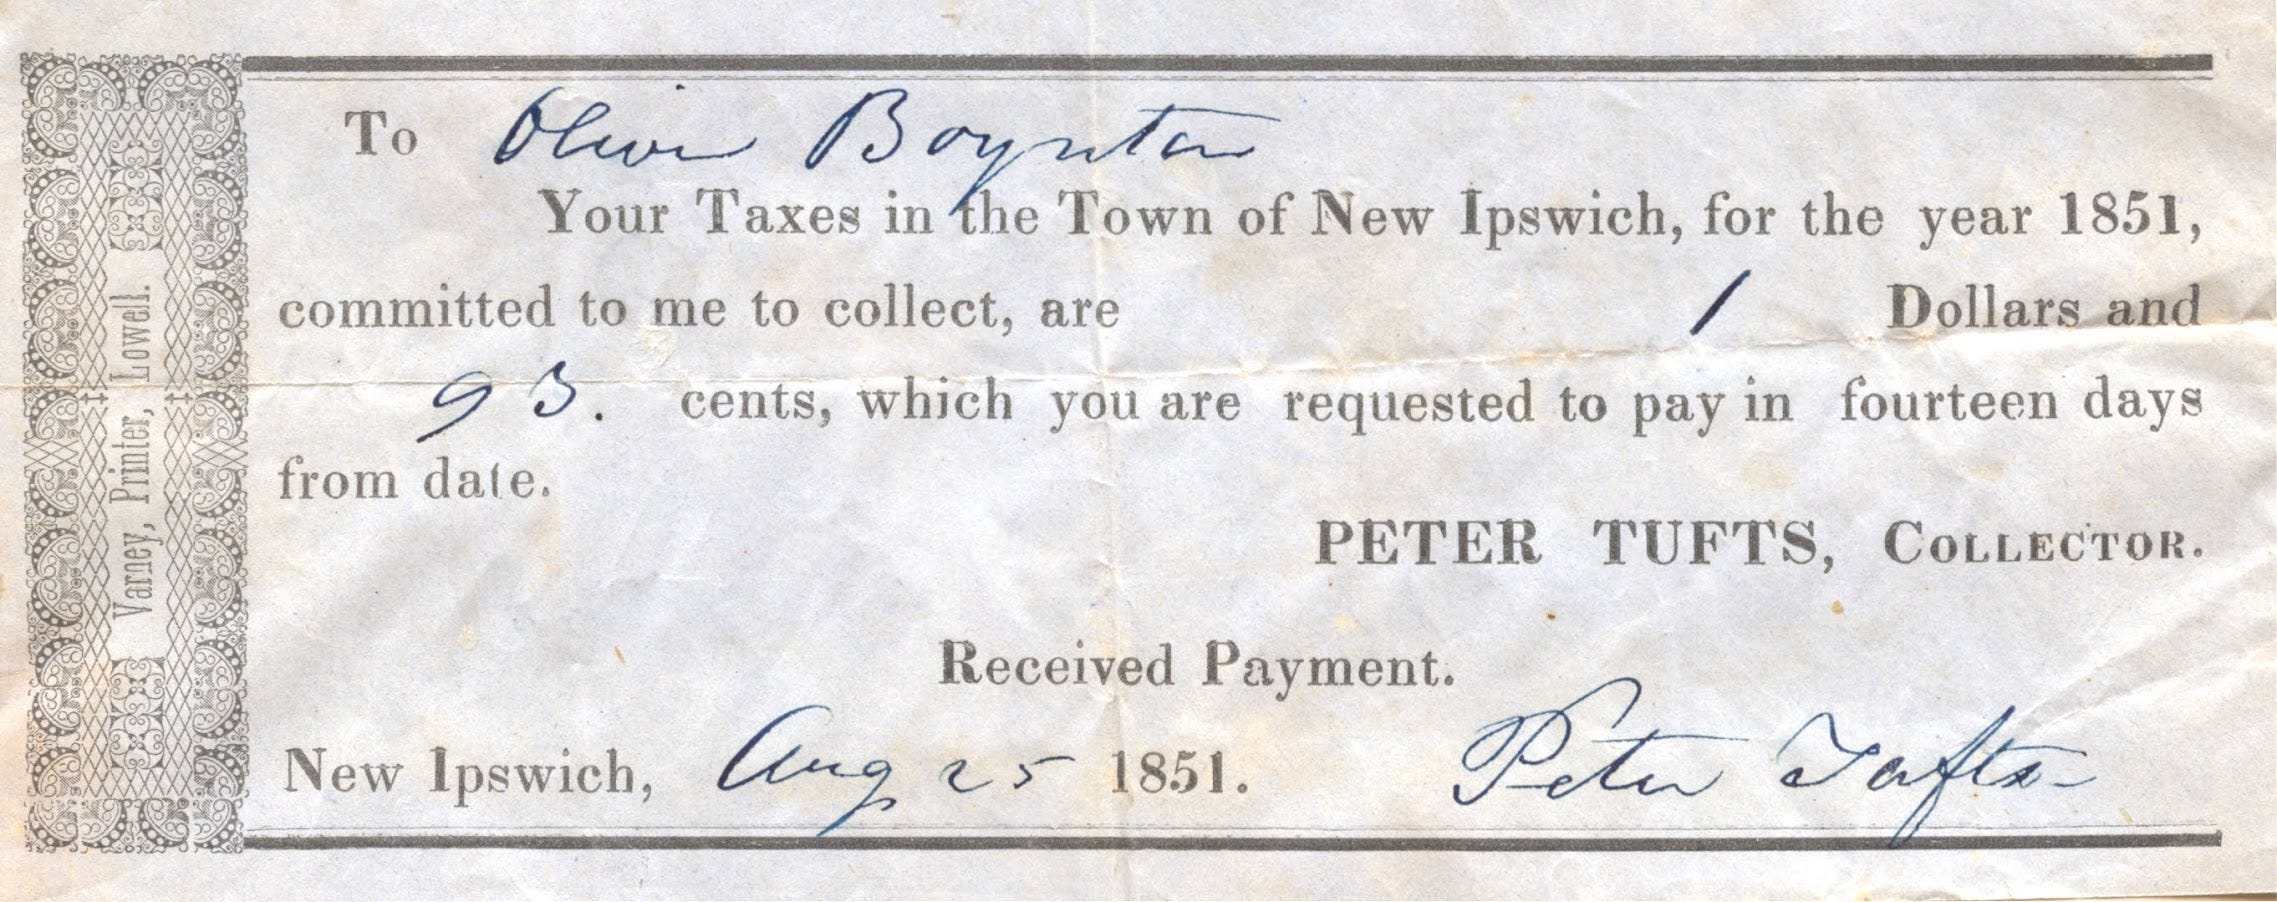 To Oliver Boynton
Your Taxes in the Town of New Ipswich, for the year 1851,
committed to me to collect, are 1 Dollars and
93. cents, which you are requested to pay in fourteen days
from date.
PETER TUFTS, COLLECTOR.
Received Payment.
New Ipswich, Aug 25 1851. Peter Tufts
Varney, Printer, Lowell.